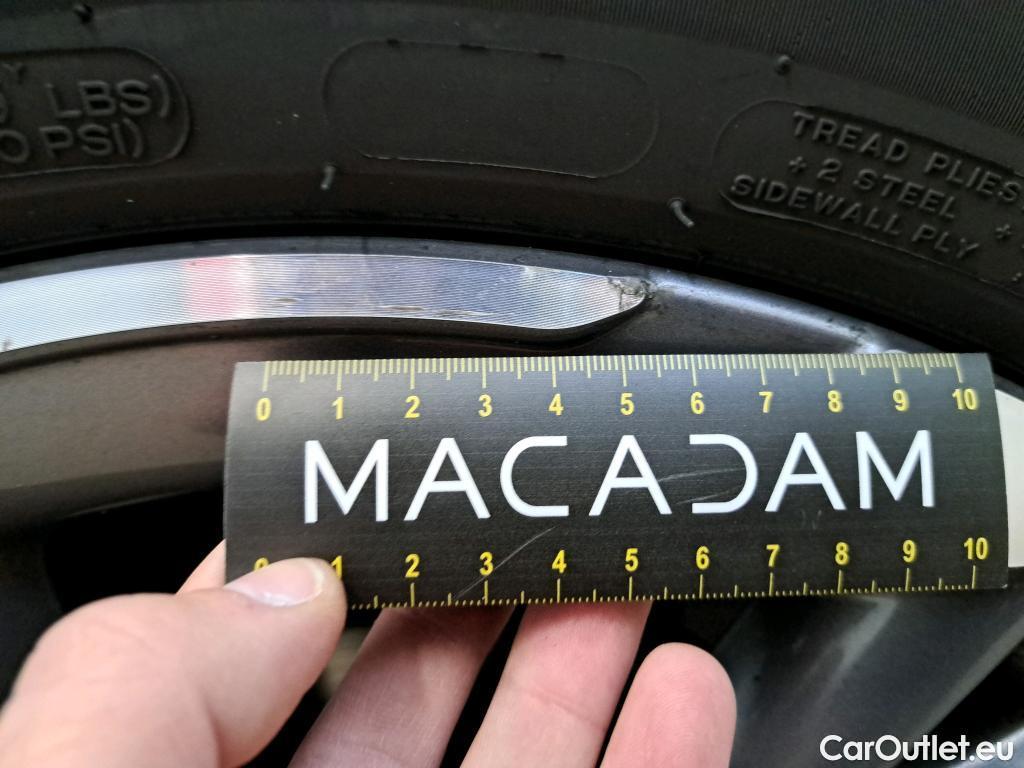 LBS)
PSI)
TREAD PLIES
* 2 STEEL *
SIDEWALL PLY
0 1 2 3 4 5 6 7 8 9 10
MACADAM
1 2 3 4 5 6 7 8 9 10
CarOutlet.eu